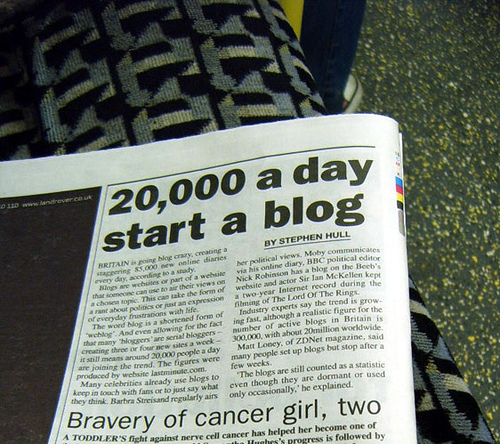 0 110 www.landrover.co.uk
20,000 a day
start a blog
BY STEPHEN HULL
BRITAIN is going blog crazy, creating a
staggering 85,000 new online diaries
every day, according to a study.
Blogs are websites or part of a website
that someone can use to air their views on
a chosen topic. This can take the form of
a rant about politics or just an expression
of everyday frustrations with life.
The word blog is a shortened form of
'weblog'. And even allowing for the fact
that many 'bloggers' are serial bloggers –
creating three or four new sites a week –
it still means around 20,000 people a day
are joining the trend. The figures were
produced by website lastminute.com.
Many celebrities already use blogs to
keep in touch with fans or to just say what
they think. Barbra Streisand regularly airs
her political views. Moby communicates
via his online diary, BBC political editor
Nick Robinson has a blog on the Beeb's
website and actor Sir Ian McKellen kept
a two-year Internet record during the
filming of The Lord Of The Rings.
Industry experts say the trend is grow-
ing fast, although a realistic figure for the
number of active blogs in Britain is
300,000, with about 20million worldwide.
Matt Loney, of ZDNet magazine, said
many people set up blogs but stop after a
few weeks.
'The blogs are still counted as a statistic
even though they are dormant or used
only occasionally,' he explained.
Bravery of cancer girl, two
A TODDLER'S fight against nerve cell cancer has helped her become one of
Hughes's progress is followed by